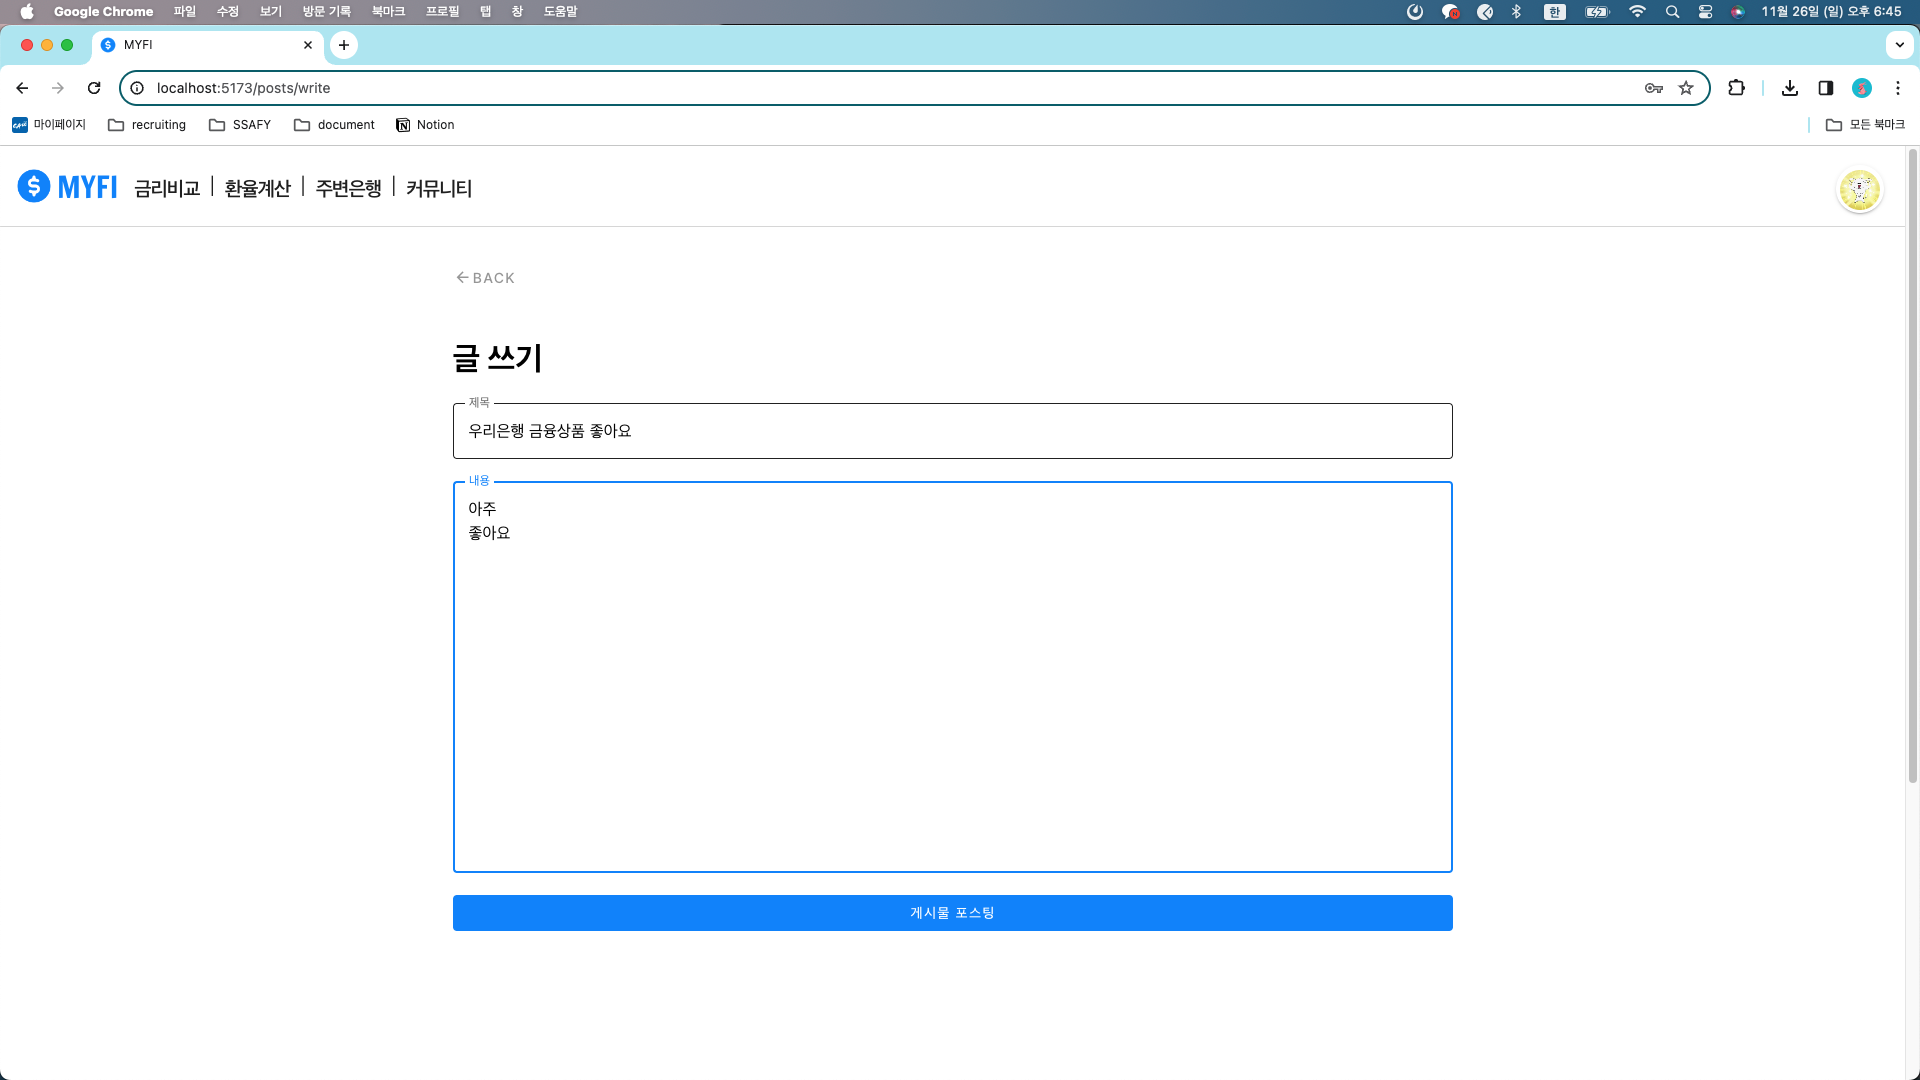 Google Chrome 파일 수정 보기 방문 기록 북마크 프로필 탭 창 도움말 한 11월 26일 (일) 오후 6:45
MYFI
localhost:5173/posts/write
마이페이지 recruiting SSAFY document Notion 모든 북마크
MYFI 금리비교 | 환율계산 | 주변은행 | 커뮤니티
BACK
글 쓰기
제목
우리은행 금융상품 좋아요
내용
아주
좋아요
게시물 포스팅